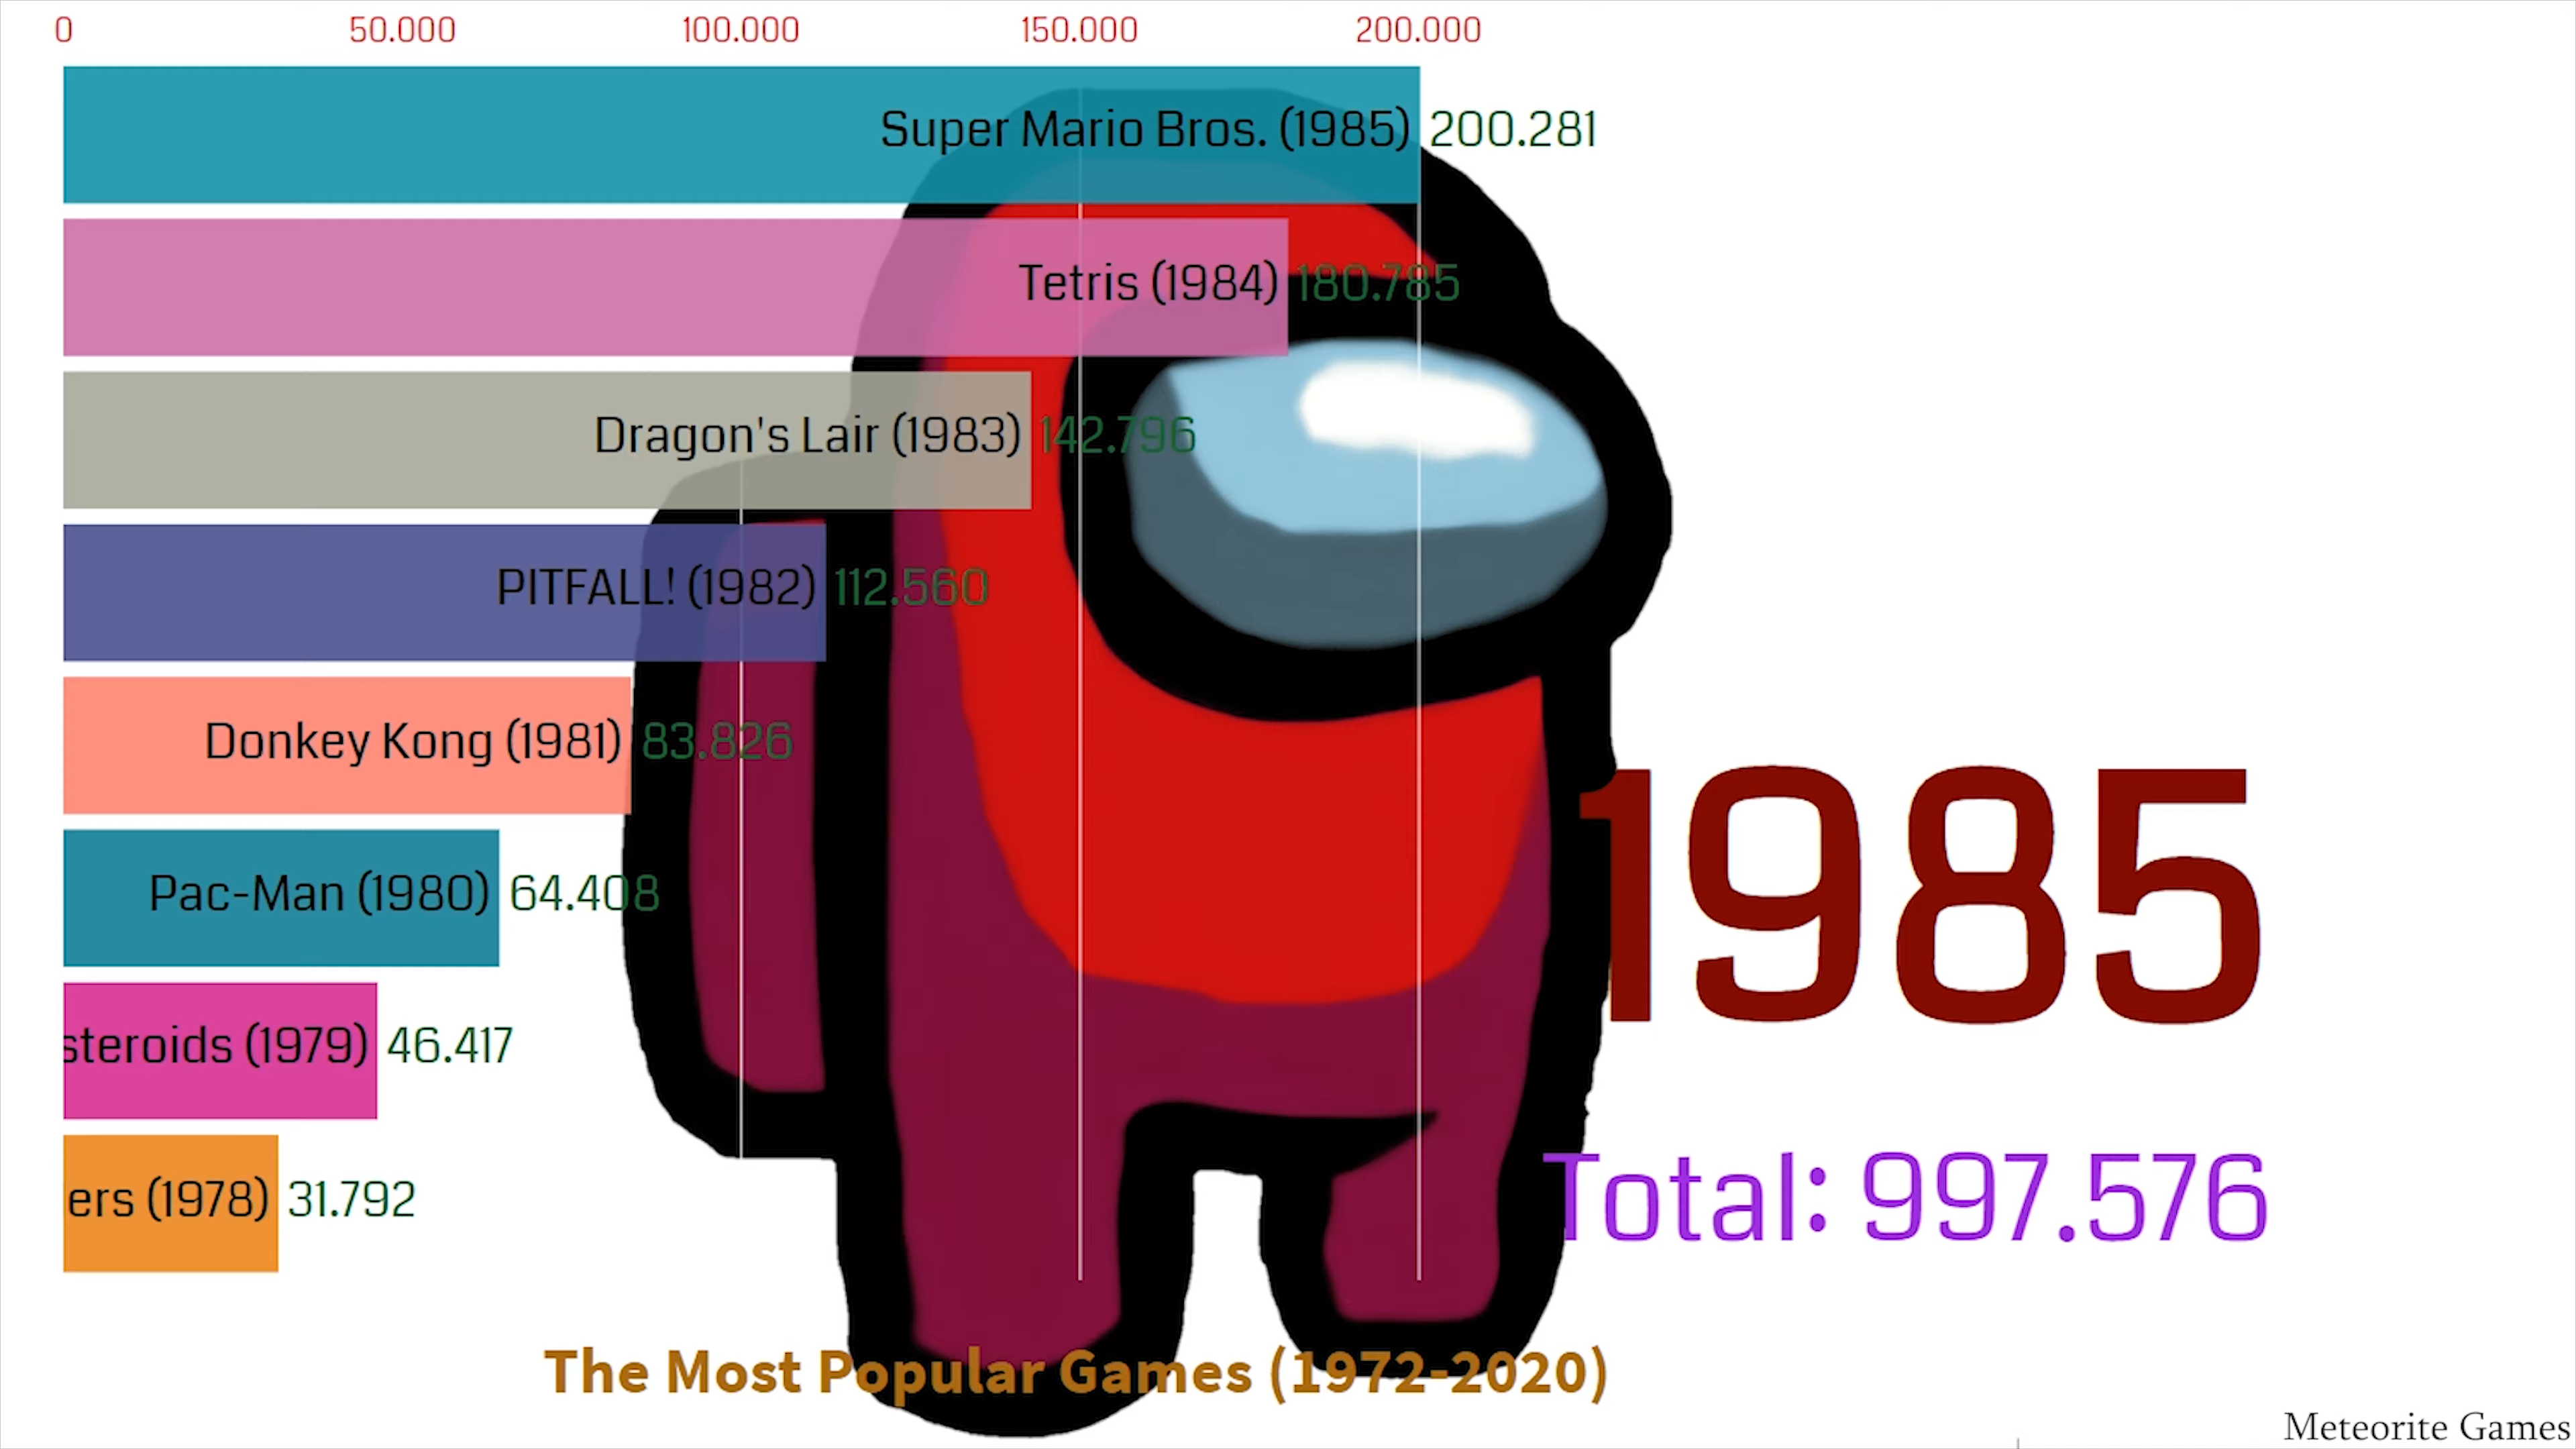 0 50.000 100.000 150.000 200.000
Super Mario Bros. (1985) 200.281
Tetris (1984) 180.785
Dragon's Lair (1983) 142.796
PITFALL! (1982) 112.560
Donkey Kong (1981) 83.826
Pac-Man (1980) 64.408
steroids (1979) 46.417
ers (1978) 31.792
1985
Total: 997.576
The Most Popular Games (1972-2020)
Meteorite Games